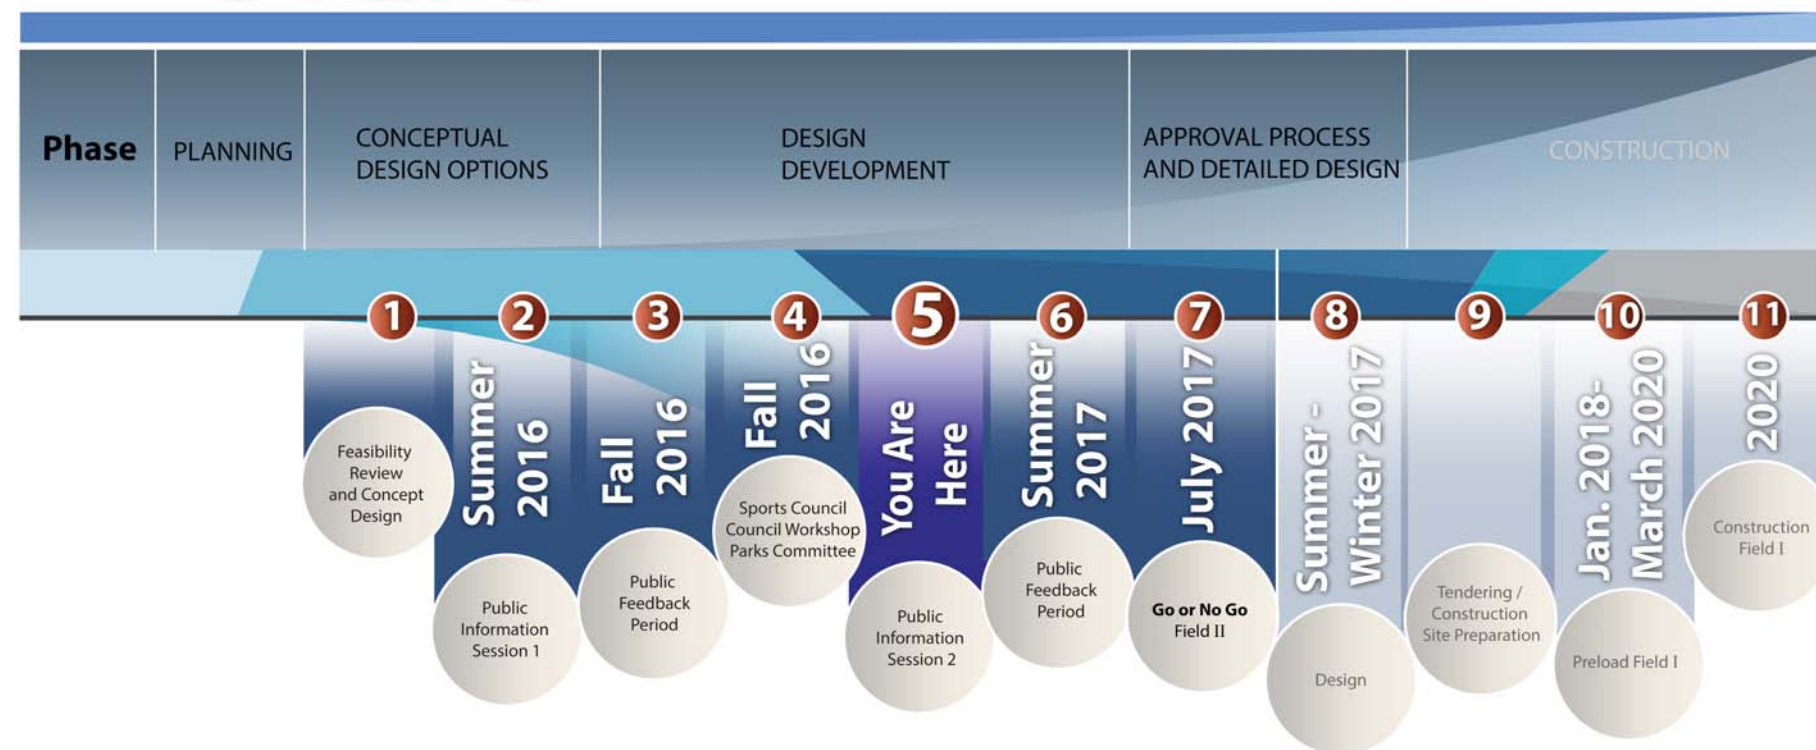 Phase
PLANNING
CONCEPTUAL
DESIGN OPTIONS
DESIGN
DEVELOPMENT
APPROVAL PROCESS
AND DETAILED DESIGN
CONSTRUCTION
1
Feasibility
Review
and Concept
Design
2
Summer
2016
Public
Information
Session 1
3
Fall
2016
Public
Feedback
Period
4
Fall
2016
Sports Council
Council Workshop
Parks Committee
5
You Are
Here
Public
Information
Session 2
6
Summer
2017
Public
Feedback
Period
7
July 2017
Go or No Go
Field II
8
Summer -
Winter 2017
Design
9
Tendering /
Construction
Site Preparation
10
Jan. 2018-
March 2020
Preload Field I
11
2020
Construction
Field I